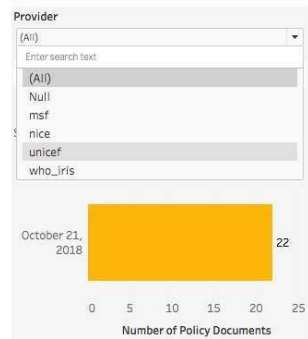 Provider
(All)
Enter search text
(All)
Null
msf
nice
unicef
who_iris
October 21,
2018
22
0 5 10 15 20 25
Number of Policy Documents